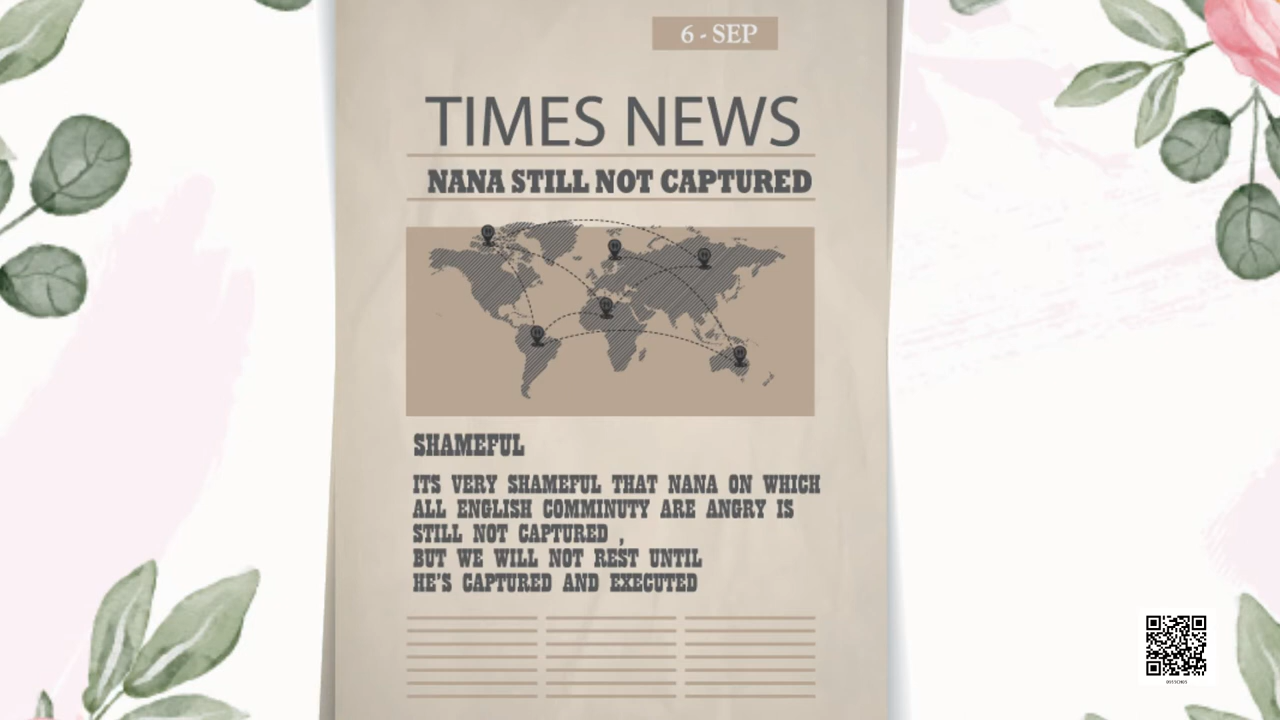 6 - SEP
TIMES NEWS
NANA STILL NOT CAPTURED
SHAMEFUL
ITS VERY SHAMEFUL THAT NANA ON WHICH
ALL ENGLISH COMMINUTY ARE ANGRY IS
STILL NOT CAPTURED ,
BUT WE WILL NOT REST UNTIL
HE'S CAPTURED AND EXECUTED